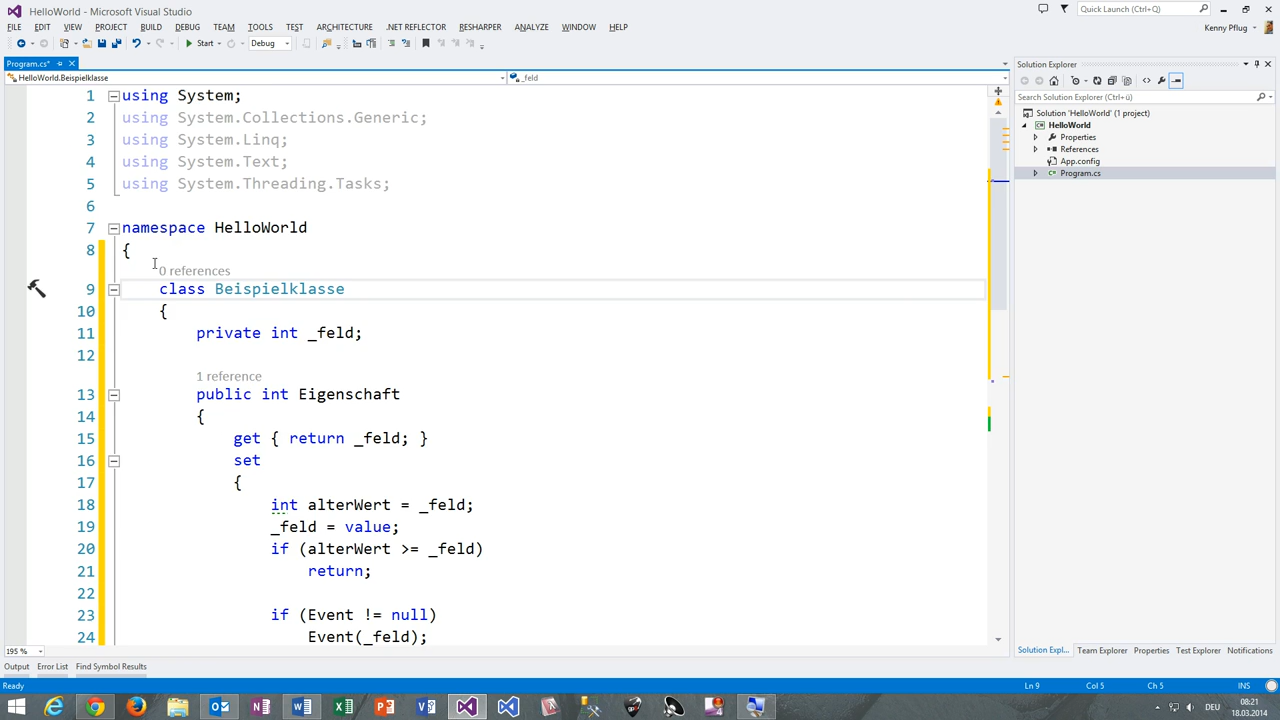 HelloWorld - Microsoft Visual Studio
Quick Launch (Ctrl+Q)
FILE EDIT VIEW PROJECT BUILD DEBUG TEAM TOOLS TEST ARCHITECTURE .NET REFLECTOR RESHARPER ANALYZE WINDOW HELP
Kenny Pflug
Start Debug
Program.cs*
HelloWorld.Beispielklasse
_feld
1 using System;
2 using System.Collections.Generic;
3 using System.Linq;
4 using System.Text;
5 using System.Threading.Tasks;
6
7 namespace HelloWorld
8 {
0 references
9 class Beispielklasse
10 {
11 private int _feld;
12
1 reference
13 public int Eigenschaft
14 {
15 get { return _feld; }
16 set
17 {
18 int alterWert = _feld;
19 _feld = value;
20 if (alterWert >= _feld)
21 return;
22
23 if (Event != null)
24 Event(_feld);
195 %
Solution Explorer
Search Solution Explorer (Ctrl+ü)
Solution 'HelloWorld' (1 project)
HelloWorld
Properties
References
App.config
Program.cs
Solution Expl... Team Explorer Properties Test Explorer Notifications
Output Error List Find Symbol Results
Ready
Ln 9 Col 5 Ch 5 INS
DEU
08:21
18.03.2014